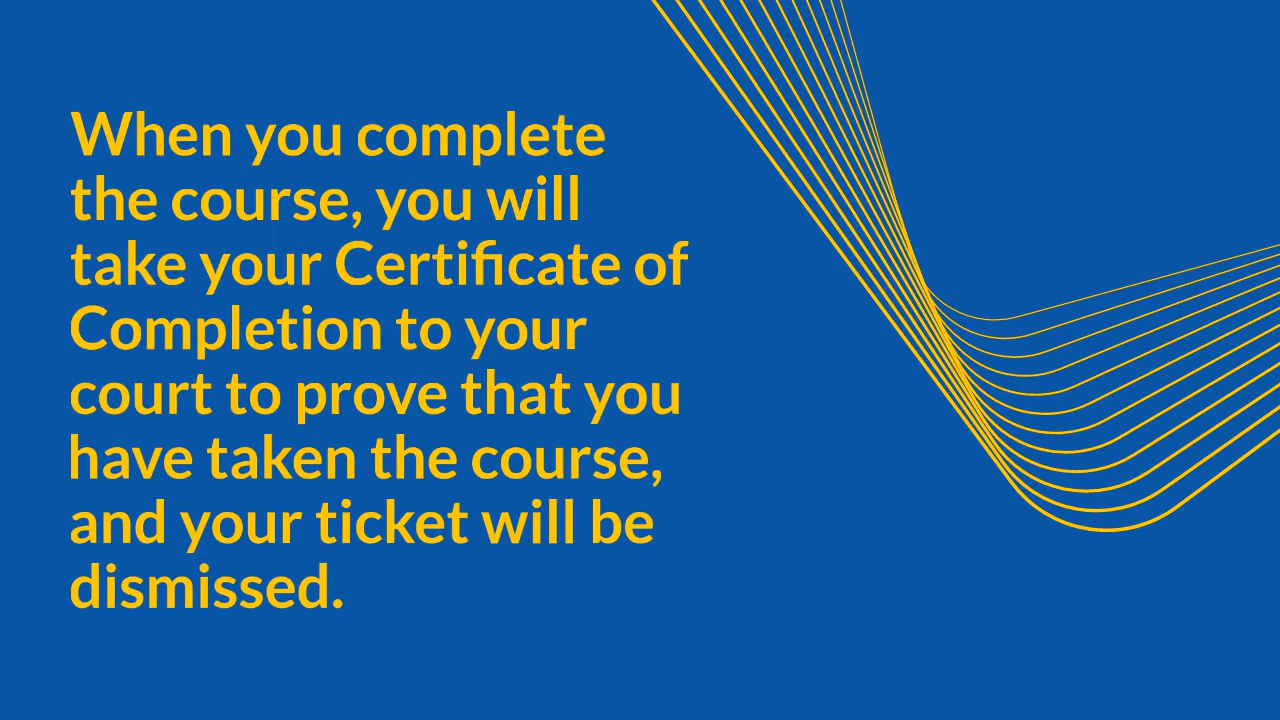 When you complete
the course, you will
take your Certificate of
Completion to your
court to prove that you
have taken the course,
and your ticket will be
dismissed.